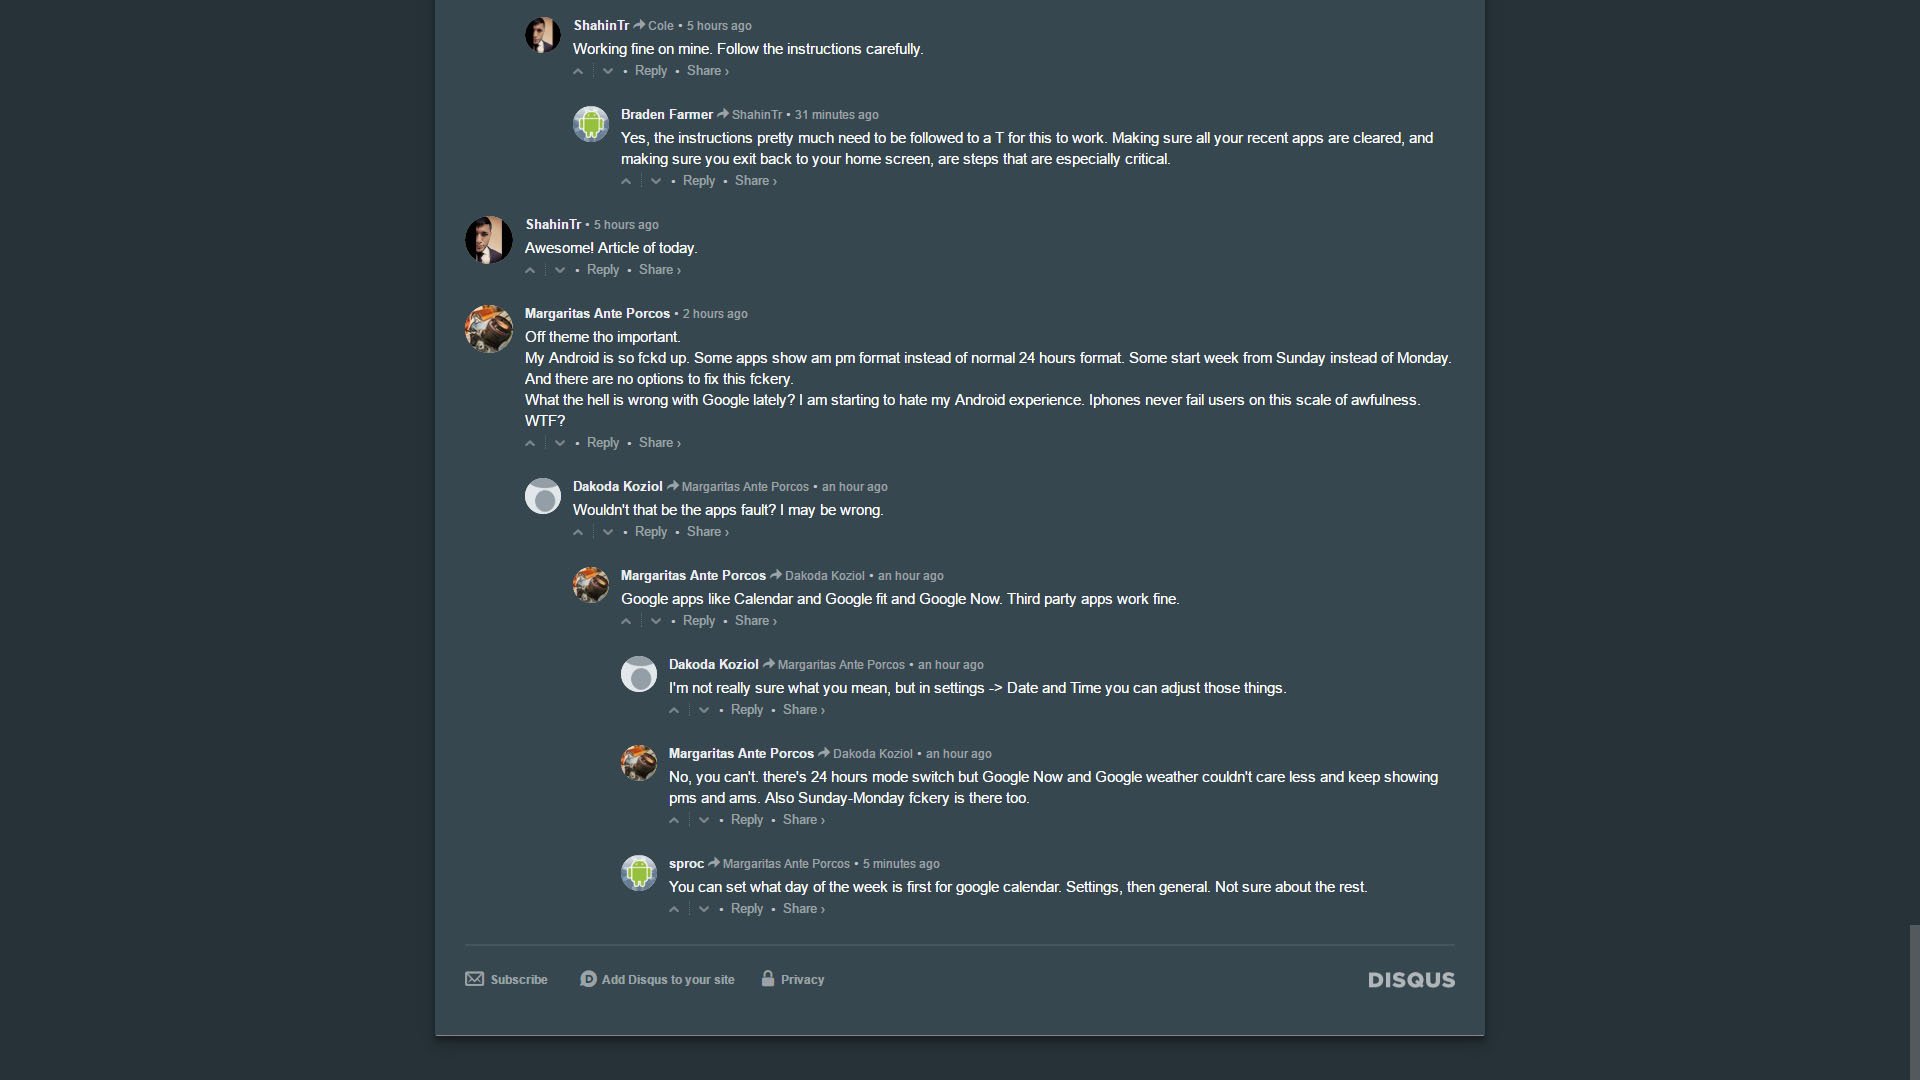 ShahinTr Cole • 5 hours ago
Working fine on mine. Follow the instructions carefully.
• Reply • Share ›
Braden Farmer ShahinTr • 31 minutes ago
Yes, the instructions pretty much need to be followed to a T for this to work. Making sure all your recent apps are cleared, and
making sure you exit back to your home screen, are steps that are especially critical.
• Reply • Share ›
ShahinTr • 5 hours ago
Awesome! Article of today.
• Reply • Share ›
Margaritas Ante Porcos • 2 hours ago
Off theme tho important.
My Android is so fckd up. Some apps show am pm format instead of normal 24 hours format. Some start week from Sunday instead of Monday.
And there are no options to fix this fckery.
What the hell is wrong with Google lately? I am starting to hate my Android experience. Iphones never fail users on this scale of awfulness.
WTF?
• Reply • Share ›
Dakoda Koziol Margaritas Ante Porcos • an hour ago
Wouldn't that be the apps fault? I may be wrong.
• Reply • Share ›
Margaritas Ante Porcos Dakoda Koziol • an hour ago
Google apps like Calendar and Google fit and Google Now. Third party apps work fine.
• Reply • Share ›
Dakoda Koziol Margaritas Ante Porcos • an hour ago
I'm not really sure what you mean, but in settings -> Date and Time you can adjust those things.
• Reply • Share ›
Margaritas Ante Porcos Dakoda Koziol • an hour ago
No, you can't. there's 24 hours mode switch but Google Now and Google weather couldn't care less and keep showing
pms and ams. Also Sunday-Monday fckery is there too.
• Reply • Share ›
sproc Margaritas Ante Porcos • 5 minutes ago
You can set what day of the week is first for google calendar. Settings, then general. Not sure about the rest.
• Reply • Share ›
Subscribe D Add Disqus to your site Privacy DISQUS